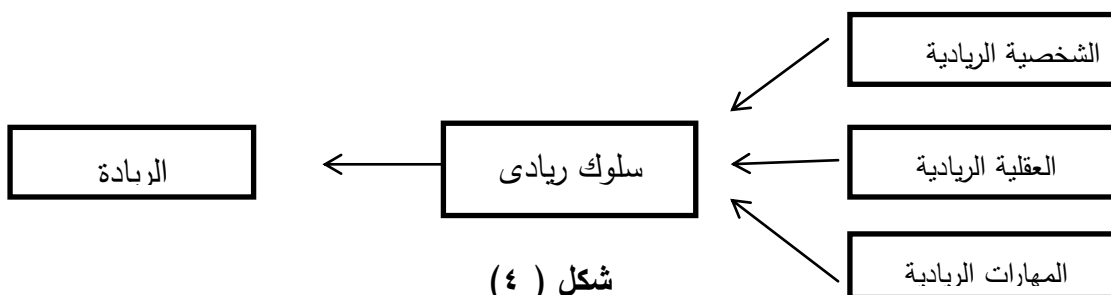 الشخصية الريادية
العقلية الريادية
المهارات الريادية
سلوك ريادى
الريادة
شكل ( ٤ )